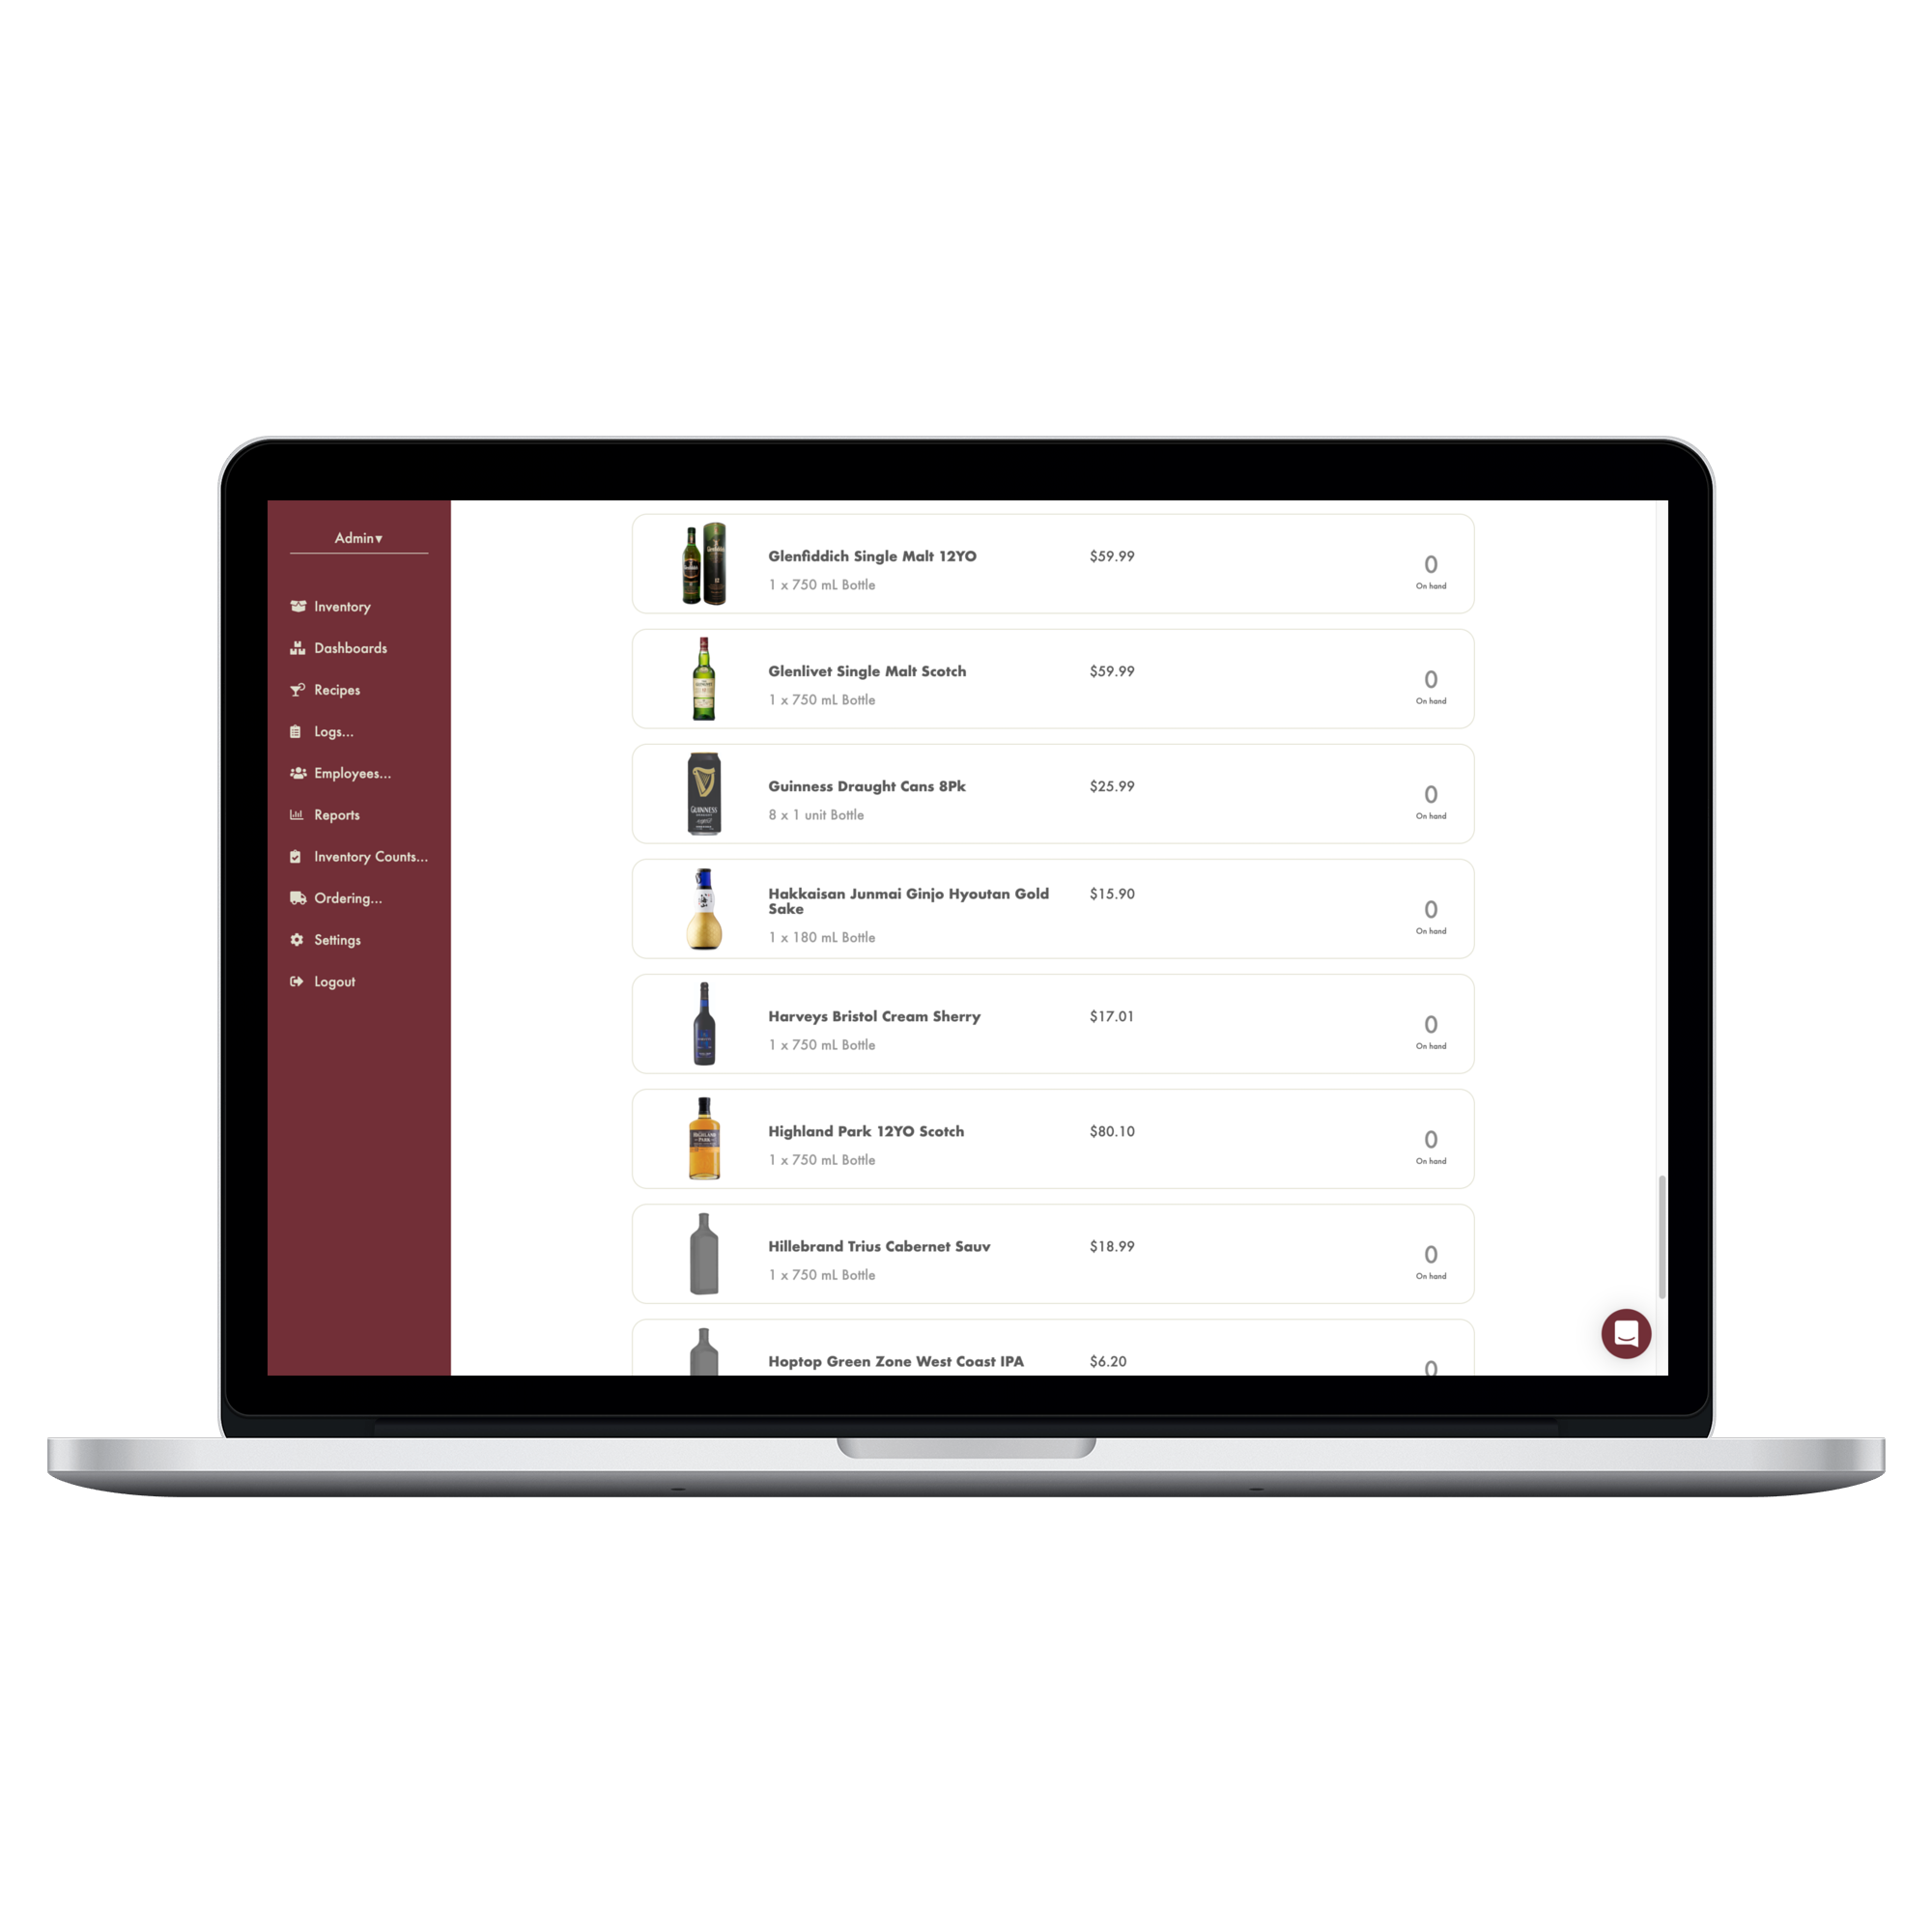 Admin▾
Inventory
Dashboards
Recipes
Logs...
Employees...
Reports
Inventory Counts...
Ordering...
Settings
Logout
Glenfiddich Single Malt 12YO
$59.99
1 x 750 mL Bottle
0
On hand
Glenlivet Single Malt Scotch
$59.99
1 x 750 mL Bottle
0
On hand
GUINNESS
Guinness Draught Cans 8Pk
$25.99
8 x 1 unit Bottle
0
On hand
Hakkaisan Junmai Ginjo Hyoutan Gold
Sake
$15.90
1 x 180 mL Bottle
0
On hand
Harveys Bristol Cream Sherry
$17.01
1 x 750 mL Bottle
0
On hand
HIGHLAND
PARK
Highland Park 12YO Scotch
$80.10
1 x 750 mL Bottle
0
On hand
Hillebrand Trius Cabernet Sauv
$18.99
1 x 750 mL Bottle
0
On hand
Hoptop Green Zone West Coast IPA
$6.20
0